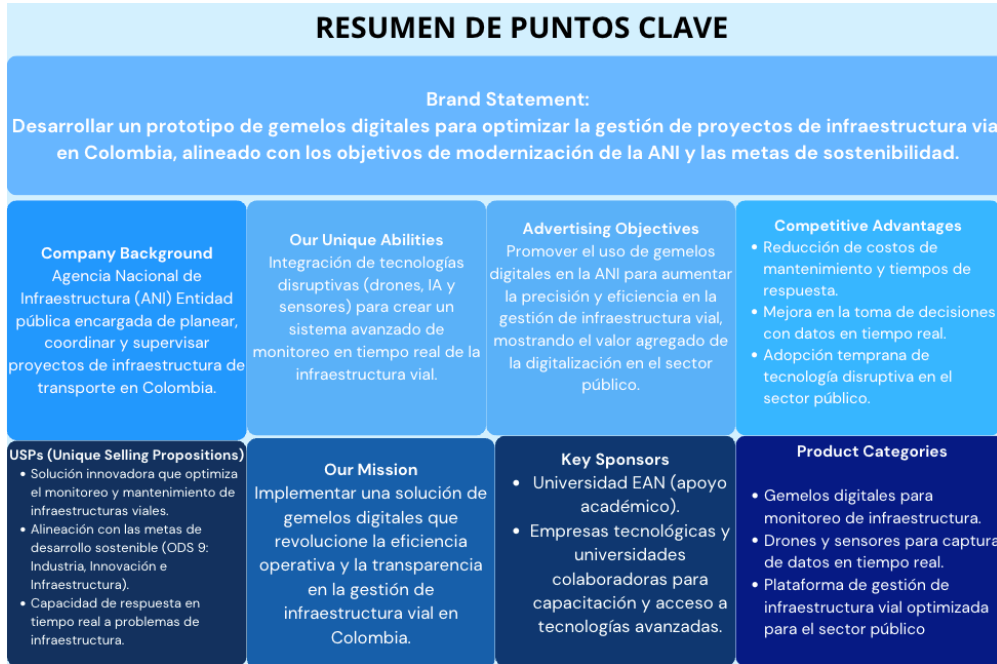 RESUMEN DE PUNTOS CLAVE
Brand Statement:
Desarrollar un prototipo de gemelos digitales para optimizar la gestión de proyectos de infraestructura via
en Colombia, alineado con los objetivos de modernización de la ANI y las metas de sostenibilidad.
Company Background
Agencia Nacional de
Infraestructura (ANI) Entidad
pública encargada de planear,
coordinar y supervisar
proyectos de infraestructura de
transporte en Colombia.
Our Unique Abilities
Integración de tecnologías
disruptivas (drones, IA y
sensores) para crear un
sistema avanzado de
monitoreo en tiempo real de la
infraestructura vial.
Advertising Objectives
Promover el uso de gemelos
digitales en la ANI para aumentar
la precisión y eficiencia en la
gestión de infraestructura vial,
mostrando el valor agregado de
la digitalización en el sector
público.
Competitive Advantages
• Reducción de costos de
mantenimiento y tiempos de
respuesta.
• Mejora en la toma de decisiones
con datos en tiempo real.
• Adopción temprana de
tecnología disruptiva en el
sector público.
USPs (Unique Selling Propositions)
• Solución innovadora que optimiza
el monitoreo y mantenimiento de
infraestructuras viales.
• Alineación con las metas de
desarrollo sostenible (ODS 9:
Industria, Innovación e
Infraestructura).
• Capacidad de respuesta en
tiempo real a problemas de
infraestructura.
Our Mission
Implementar una solución de
gemelos digitales que
revolucione la eficiencia
operativa y la transparencia
en la gestión de
infraestructura vial en
Colombia.
Key Sponsors
• Universidad EAN (apoyo
académico).
• Empresas tecnológicas y
universidades
colaboradoras para
capacitación y acceso a
tecnologías avanzadas.
Product Categories
• Gemelos digitales para
monitoreo de infraestructura.
• Drones y sensores para captura
de datos en tiempo real.
• Plataforma de gestión de
infraestructura vial optimizada
para el sector público